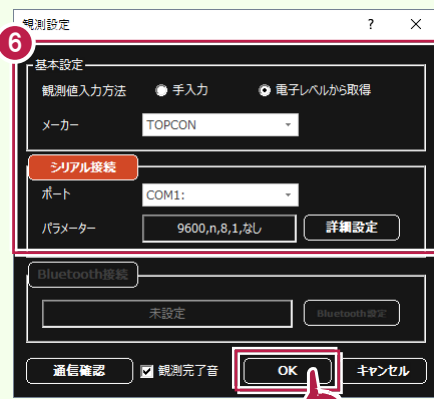 観測設定 ? ×
6
基本設定
観測値入力方法 手入力 電子レベルから取得
メーカー TOPCON
シリアル接続
ポート COM1:
パラメーター 9600,n,8,1,なし 詳細設定
Bluetooth接続
未設定 Bluetooth設定
通信確認 観測完了音 OK キャンセル